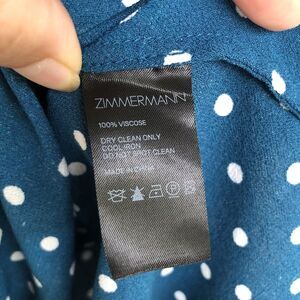 ZIMMERMANN
100% VISCOSE
DRY CLEAN ONLY
COOL IRON
DO NOT SPOT CLEAN
MADE IN CHINA